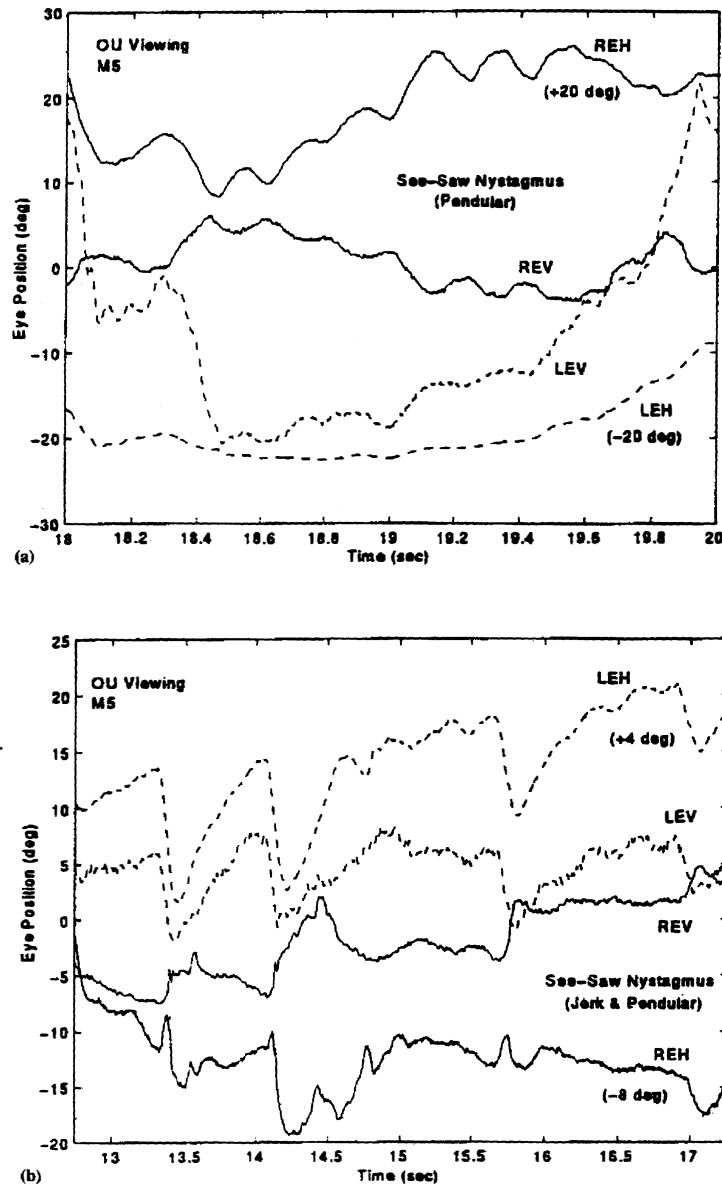 30
20
10
0
-10
-20
-30
Eye Position (deg)
OU Viewing
M5
REH
(+20 deg)
See-Saw Nystagmus
(Pendular)
REV
LEV
LEH
(-20 deg)
18
18.2
18.4
18.6
18.8
19
19.2
19.4
19.6
19.8
20
(a)
Time (sec)
25
20
15
10
5
0
-5
-10
-15
-20
Eye Position (deg)
OU Viewing
M5
LEH
(+4 deg)
LEV
REV
See-Saw Nystagmus
(Jerk & Pendular)
REH
(-8 deg)
13
13.5
14
14.5
15
15.5
16
16.5
17
(b)
Time (sec)